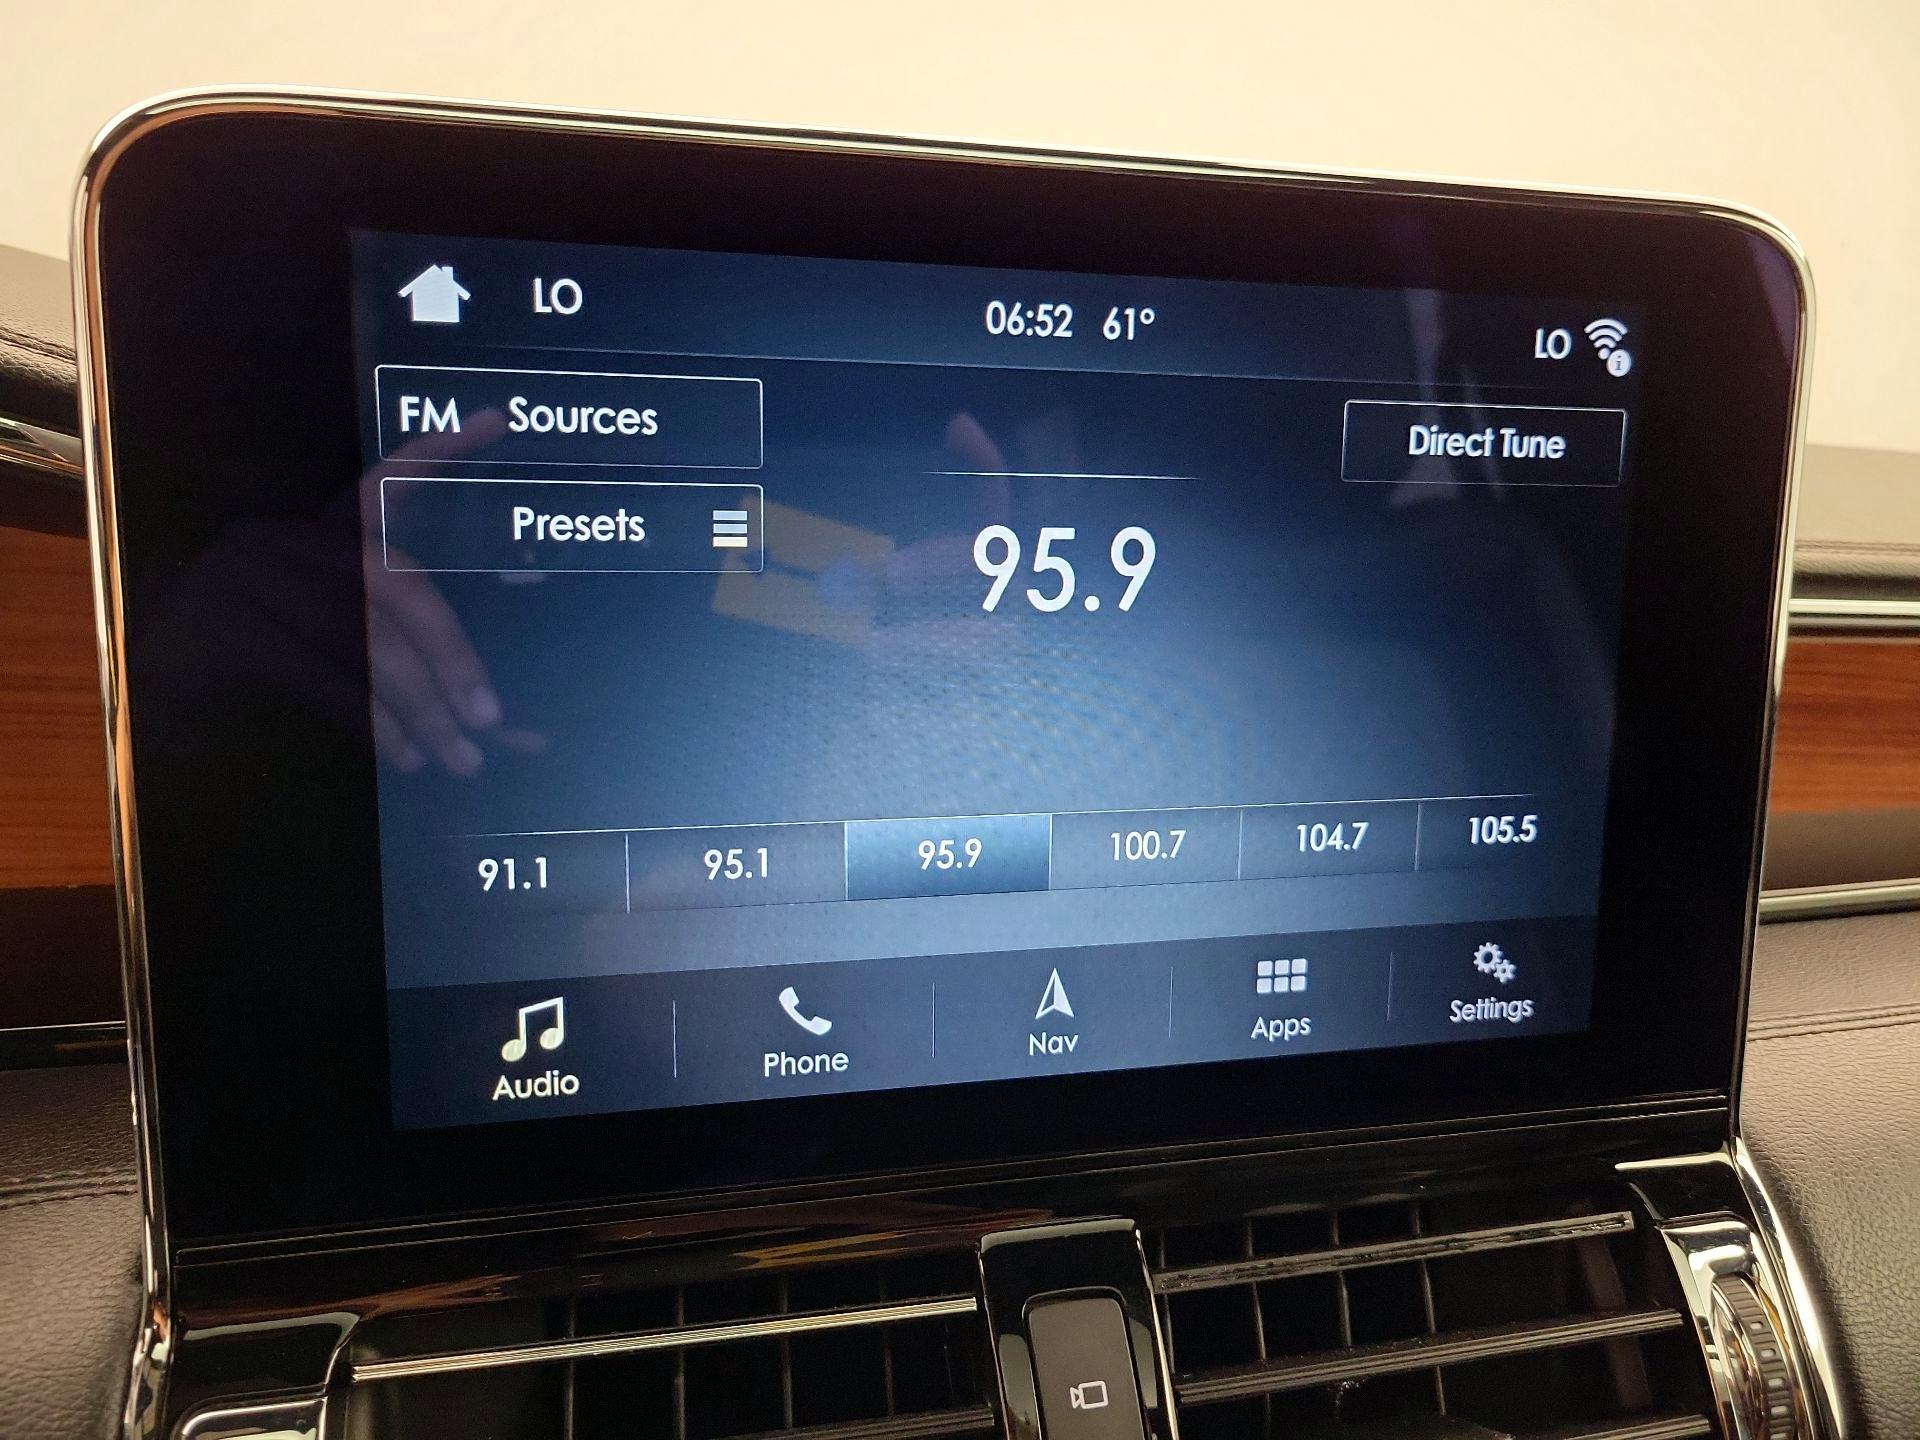 LO 06:52 61° LO
FM Sources
Direct Tune
Presets
95.9
91.1 95.1 95.9 100.7 104.7 105.5
Audio Phone Nav Apps Settings